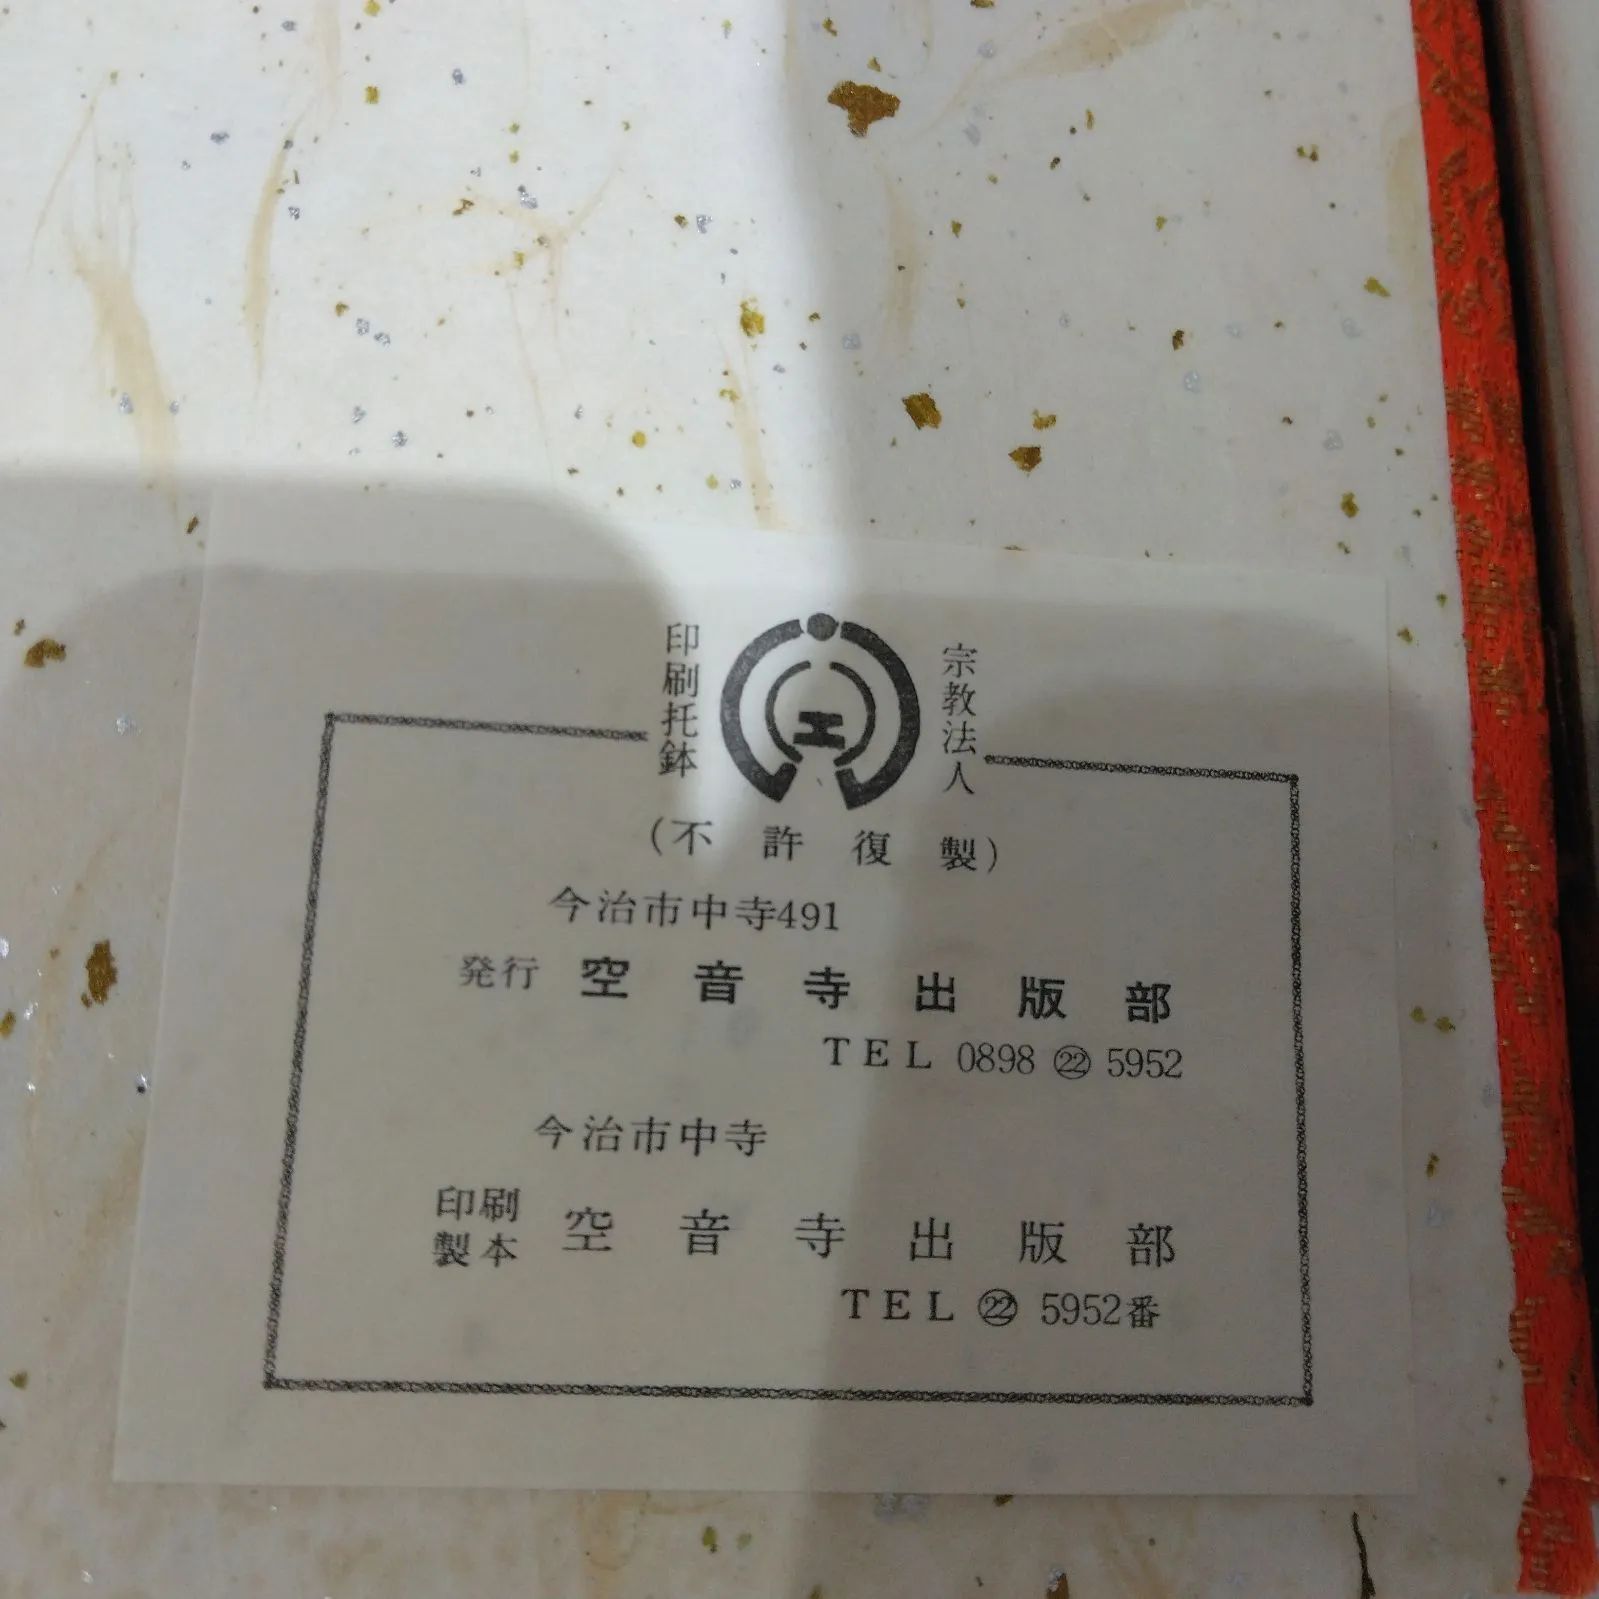 宗教法人
印刷托鉢
(不許復製)
今治市中寺491
発行 空音寺出版部
TEL 0898 ㉒ 5952
今治市中寺
印刷
製本 空音寺出版部
TEL ㉒ 5952番